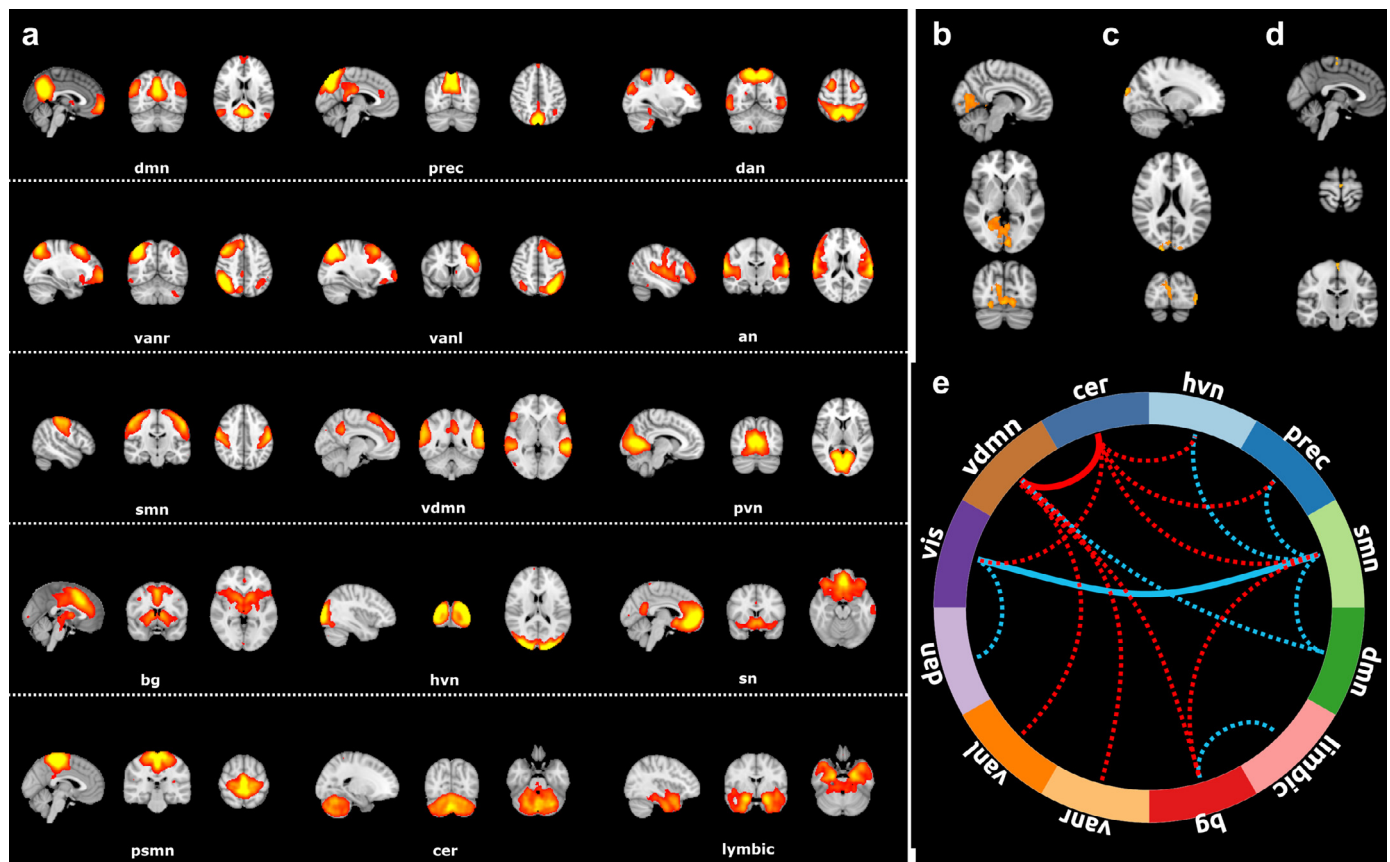 a
dmn prec dan
vanr vanl an
smn vdmn pvn
bg hvn sn
psmn cer lymbic
b c d
e
cer hvn
vdmn prec
vis smn
dan dmn
vanl limbic
vanr bg